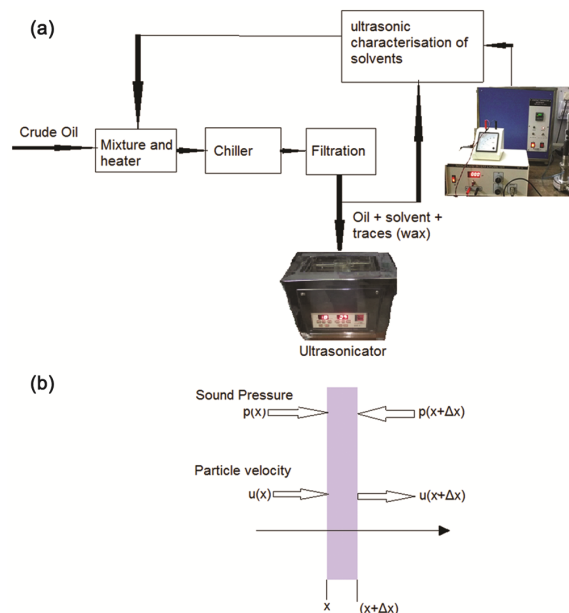 (a)
ultrasonic
characterisation of
solvents
Crude Oil
Mixture and
heater
Chiller
Filtration
Oil + solvent +
traces (wax)
Ultrasonicator
(b)
Sound Pressure
p(x)
p(x+Δx)
Particle velocity
u(x)
u(x+Δx)
x
(x+Δx)